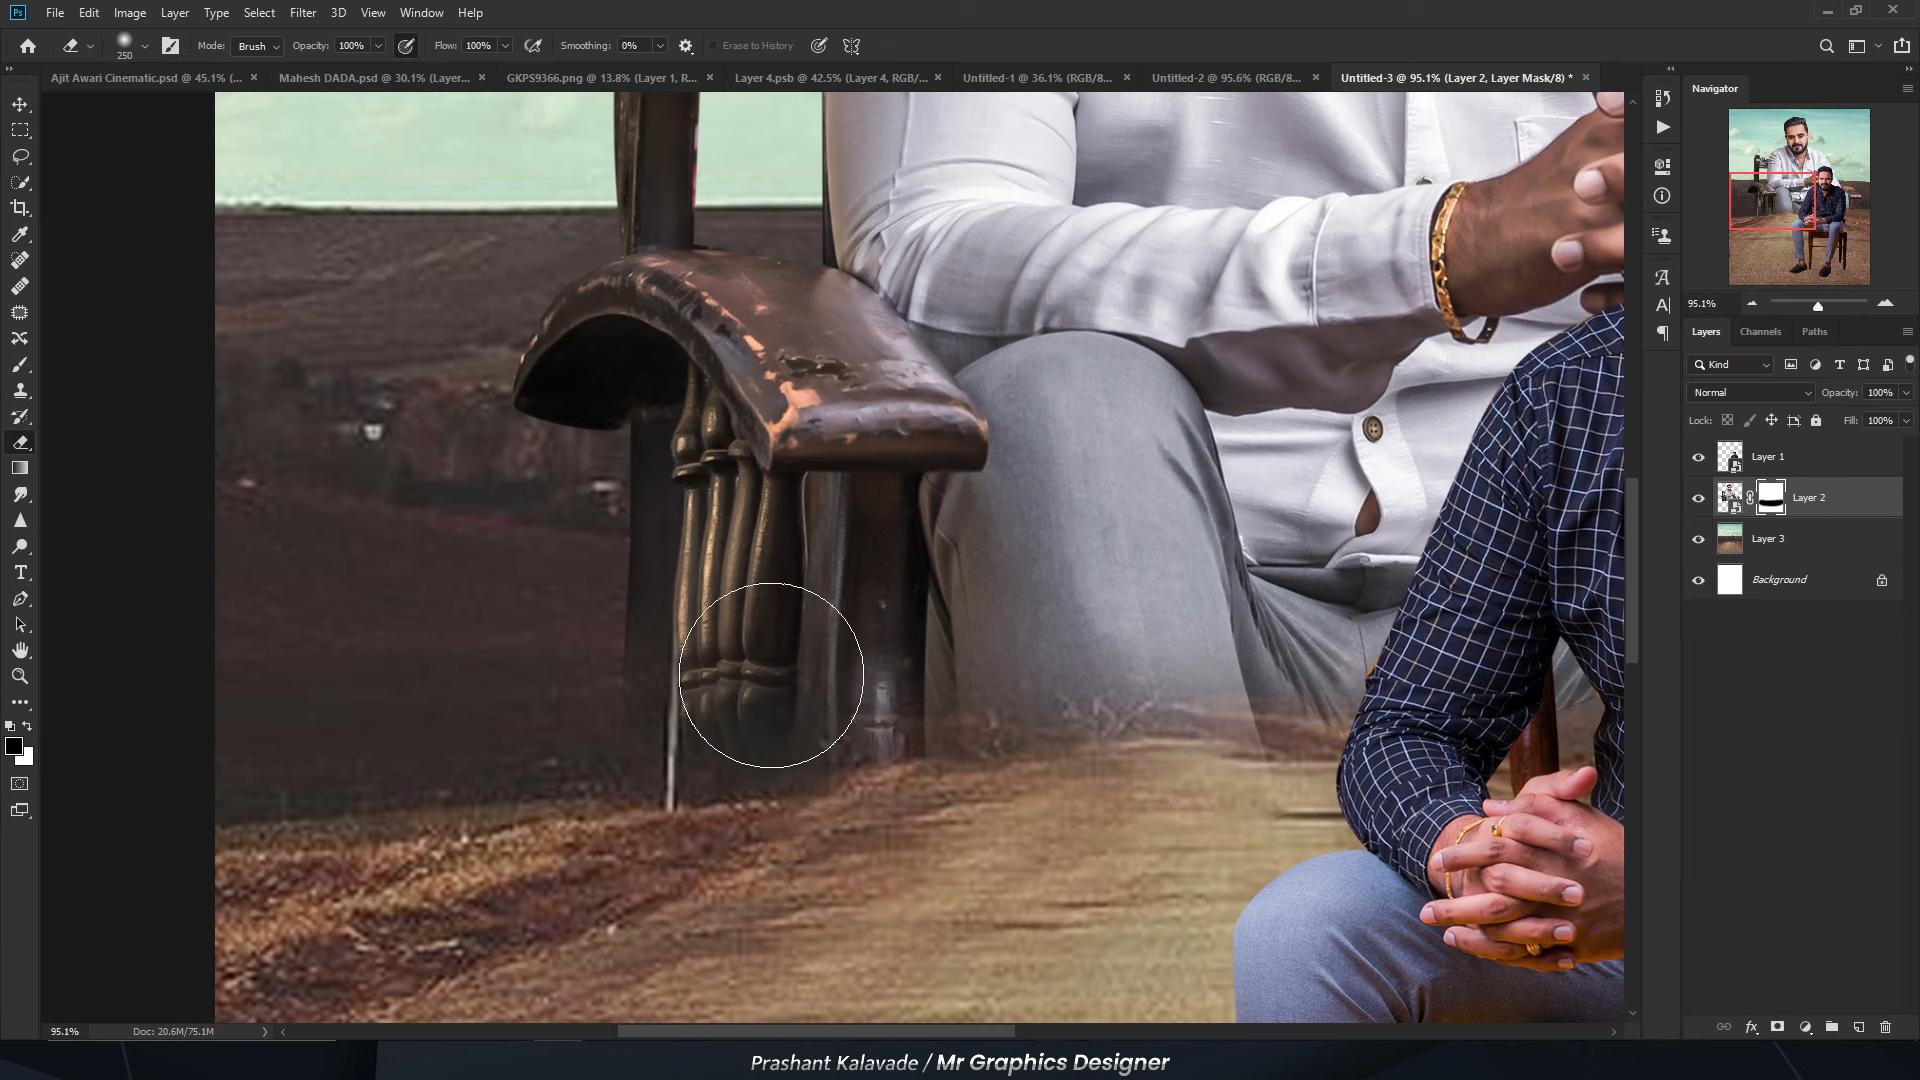 Ps File Edit Image Layer Type Select Filter 3D View Window Help
250 Mode: Brush Opacity: 100% Flow: 100% Smoothing: 0% Erase to History
Ajit Awari Cinematic.psd @ 45.1% (... Mahesh DADA.psd @ 30.1% (Layer... GKPS9366.png @ 13.8% (Layer 1, R... Layer 4.psb @ 42.5% (Layer 4, RGB/... Untitled-1 @ 36.1% (RGB/8... Untitled-2 @ 95.6% (RGB/8... Untitled-3 @ 95.1% (Layer 2, Layer Mask/8) *
Navigator
95.1%
Layers Channels Paths
Kind
Normal Opacity: 100%
Lock: Fill: 100%
Layer 1
Layer 2
Layer 3
Background
95.1% Doc: 20.6M/75.1M
Prashant Kalavade / Mr Graphics Designer